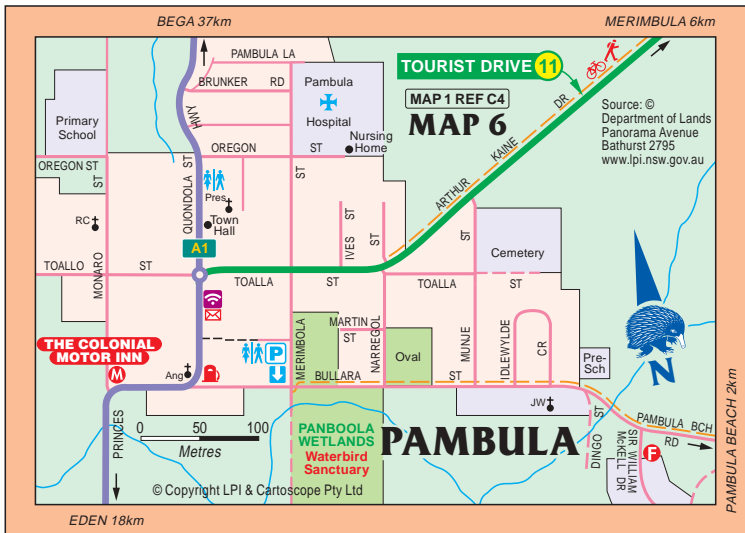 BEGA 37km
MERIMBULA 6km
PAMBULA LA
BRUNKER RD
Pambula
Hospital
Primary
School
TOURIST DRIVE 11
MAP 1 REF C4
MAP 6
Source: ©
Department of Lands
Panorama Avenue
Bathurst 2795
www.lpi.nsw.gov.au
HWY
Nursing
Home
OREGON ST
OREGON ST
ST
QUONDOLA ST
Pres
RC
Town
Hall
ST
IVES ST
ST
ARTHUR KAINE DR
ST
Cemetery
A1
TOALLO ST
MONARO
TOALLA ST
TOALLA ST
THE COLONIAL
MOTOR INN
M
Ang
P
MERIMBOLA
MARTIN
ST
NARREGOL
Oval
MUNJE
IDLEWYLDE CR
Pre-
Sch
N
BULLARA ST
JW
PRINCES
0 50 100
Metres
PANBOOLA
WETLANDS
Waterbird
Sanctuary
PAMBULA
DINGO ST
SIR WILLIAM
McKELL DR
F
PAMBULA BCH
RD
PAMBULA BEACH 2km
© Copyright LPI & Cartoscope Pty Ltd
EDEN 18km